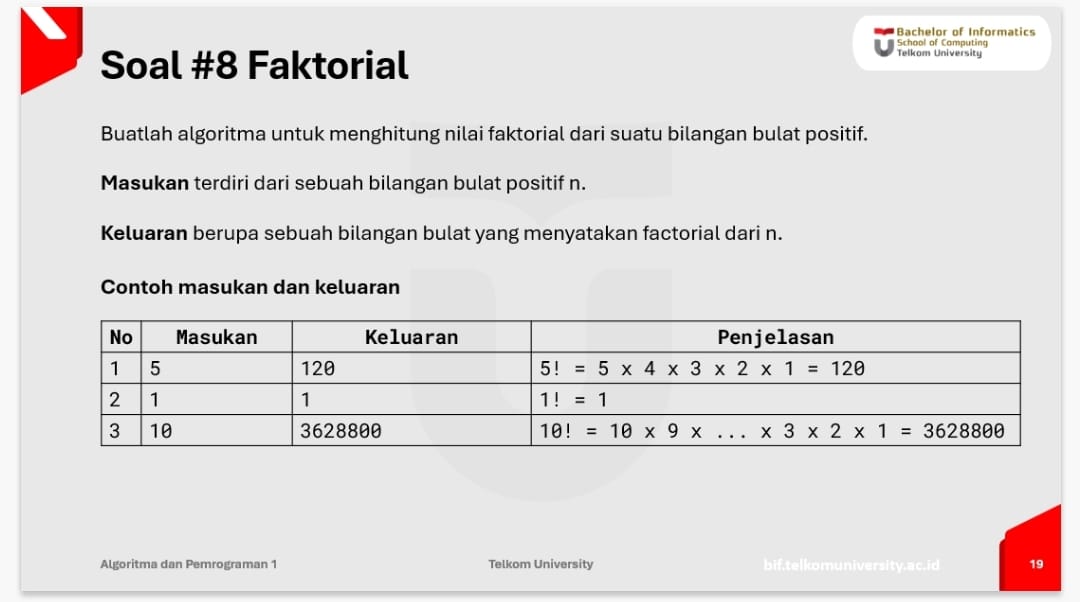 Bachelor of Informatics
School of Computing
Telkom University
Soal #8 Faktorial
Buatlah algoritma untuk menghitung nilai faktorial dari suatu bilangan bulat positif.
Masukan terdiri dari sebuah bilangan bulat positif n.
Keluaran berupa sebuah bilangan bulat yang menyatakan factorial dari n.
Contoh masukan dan keluaran
No Masukan Keluaran Penjelasan
1 5 120 5! = 5 x 4 x 3 x 2 x 1 = 120
2 1 1 1! = 1
3 10 3628800 10! = 10 x 9 x ... x 3 x 2 x 1 = 3628800
Algoritma dan Pemrograman 1 Telkom University bif.telkomuniversity.ac.id 19